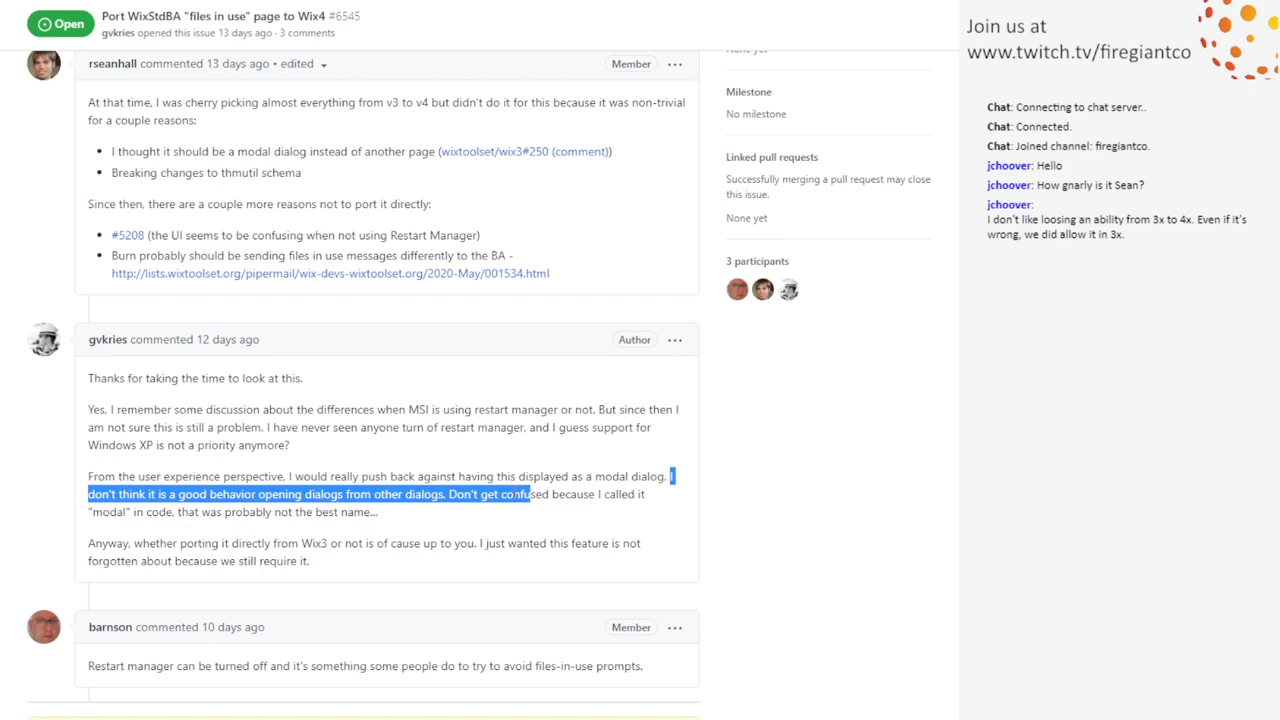 Open
Port WixStdBA "files in use" page to Wix4 #6545
gvkries opened this issue 13 days ago · 3 comments
rseanhall commented 13 days ago · edited
Member
At that time, I was cherry picking almost everything from v3 to v4 but didn't do it for this because it was non-trivial
for a couple reasons:
I thought it should be a modal dialog instead of another page (wixtoolset/wix3#250 (comment))
Breaking changes to thmutil schema
Since then, there are a couple more reasons not to port it directly:
#5208 (the UI seems to be confusing when not using Restart Manager)
Burn probably should be sending files in use messages differently to the BA -
http://lists.wixtoolset.org/pipermail/wix-devs-wixtoolset.org/2020-May/001534.html
gvkries commented 12 days ago
Author
Thanks for taking the time to look at this.
Yes, I remember some discussion about the differences when MSI is using restart manager or not. But since then I
am not sure this is still a problem. I have never seen anyone turn of restart manager, and I guess support for
Windows XP is not a priority anymore?
From the user experience perspective, I would really push back against having this displayed as a modal dialog. I
don't think it is a good behavior opening dialogs from other dialogs. Don't get confused because I called it
"modal" in code, that was probably not the best name...
Anyway, whether porting it directly from Wix3 or not is of cause up to you. I just wanted this feature is not
forgotten about because we still require it.
barnson commented 10 days ago
Member
Restart manager can be turned off and it's something some people do to try to avoid files-in-use prompts.
Milestone
No milestone
Linked pull requests
Successfully merging a pull request may close
this issue.
None yet
3 participants
Join us at
www.twitch.tv/firegiantco
Chat: Connecting to chat server..
Chat: Connected.
Chat: Joined channel: firegiantco.
jchoover: Hello
jchoover: How gnarly is it Sean?
jchoover:
I don't like loosing an ability from 3x to 4x. Even if it's
wrong, we did allow it in 3x.